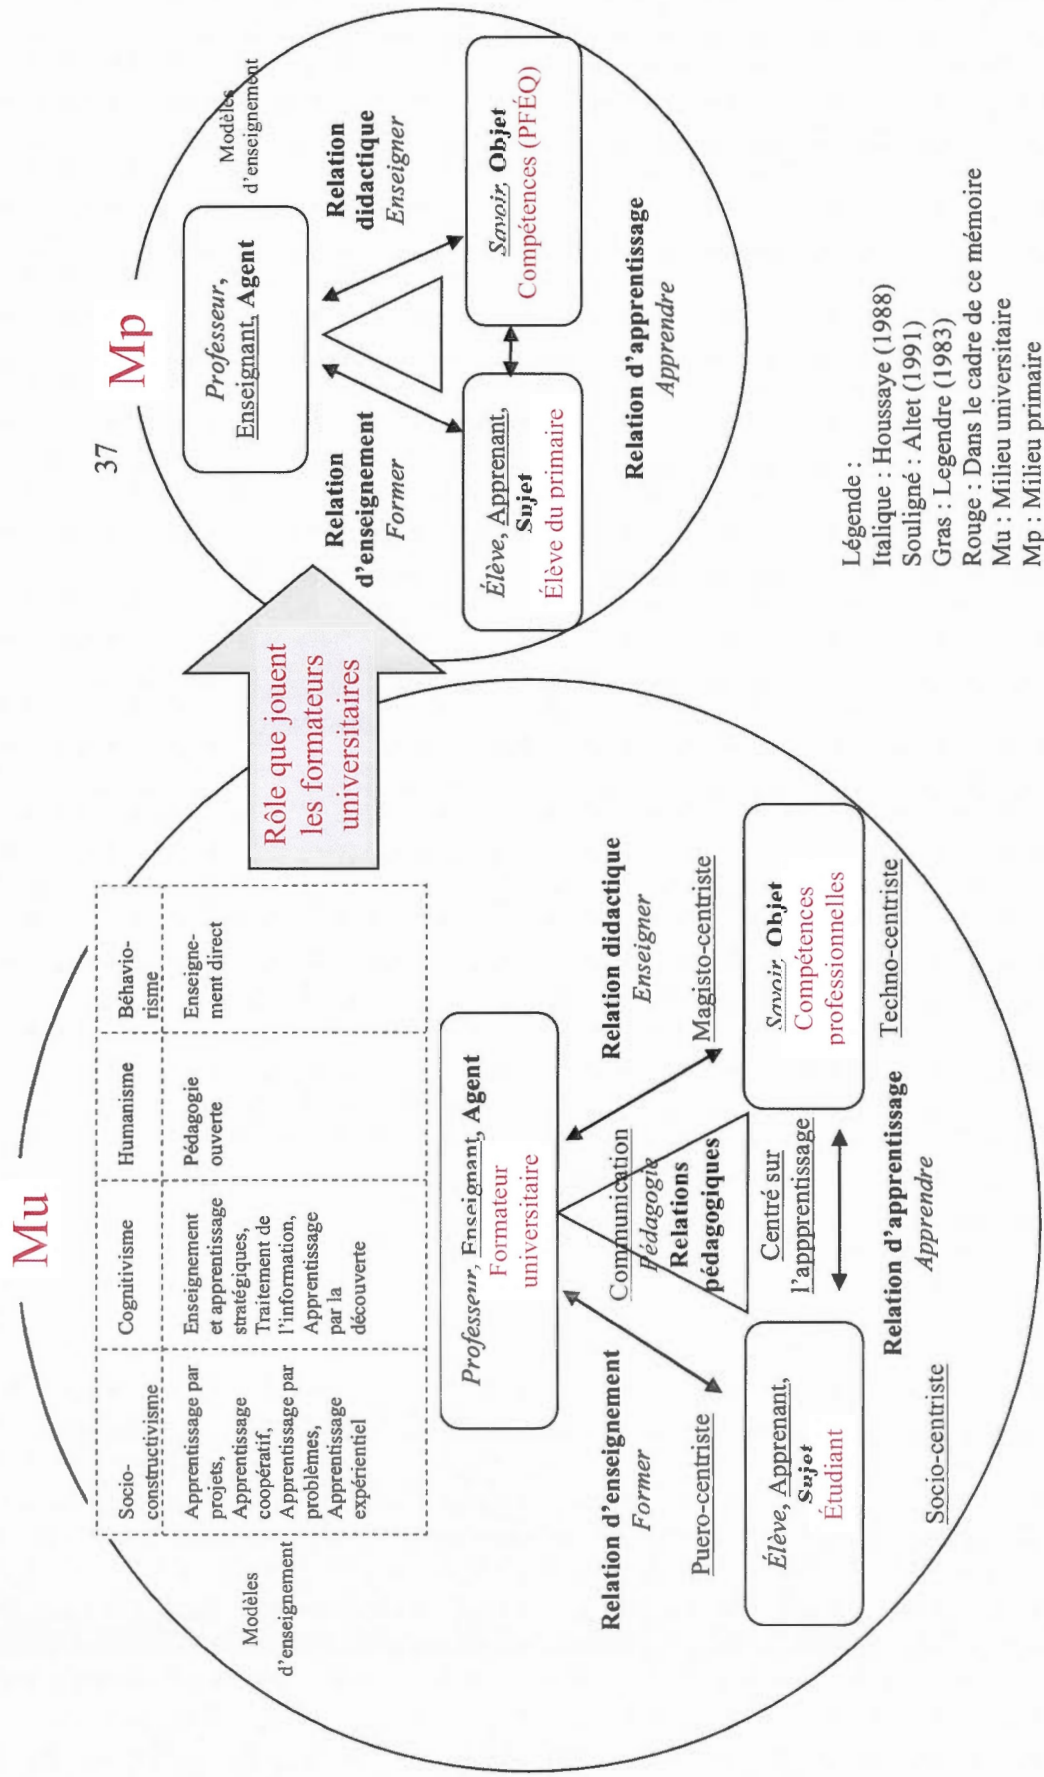 37
Mu
Modèles
d'enseignement
Socio-
constructivisme
Apprentissage par
projets,
Apprentissage
coopératif,
Apprentissage par
problèmes,
Apprentissage
expérientiel
Cognitivisme
Enseignement
et apprentissage
stratégiques,
Traitement de
l'information,
Apprentissage
par la
découverte
Humanisme
Pédagogie
ouverte
Béhavio-
risme
Enseigne-
ment direct
Professeur, Enseignant, Agent
Formateur
universitaire
Relation d'enseignement
Former
Puero-centriste
Communication
Pédagogie
Relations
pédagogiques
Relation didactique
Enseigner
Magisto-centriste
Élève, Apprenant,
Sujet
Étudiant
Centré sur
l'appprentissage
Savoir, Objet
Compétences
professionnelles
Socio-centriste
Relation d'apprentissage
Apprendre
Techno-centriste
Rôle que jouent
les formateurs
universitaires
Mp
Modèles
d'enseignement
Professeur,
Enseignant, Agent
Relation
d'enseignement
Former
Relation
didactique
Enseigner
Élève, Apprenant,
Sujet
Élève du primaire
Savoir, Objet
Compétences (PFÉQ)
Relation d'apprentissage
Apprendre
Légende :
Italique : Houssaye (1988)
Souligné : Altet (1991)
Gras : Legendre (1983)
Rouge : Dans le cadre de ce mémoire
Mu : Milieu universitaire
Mp : Milieu primaire